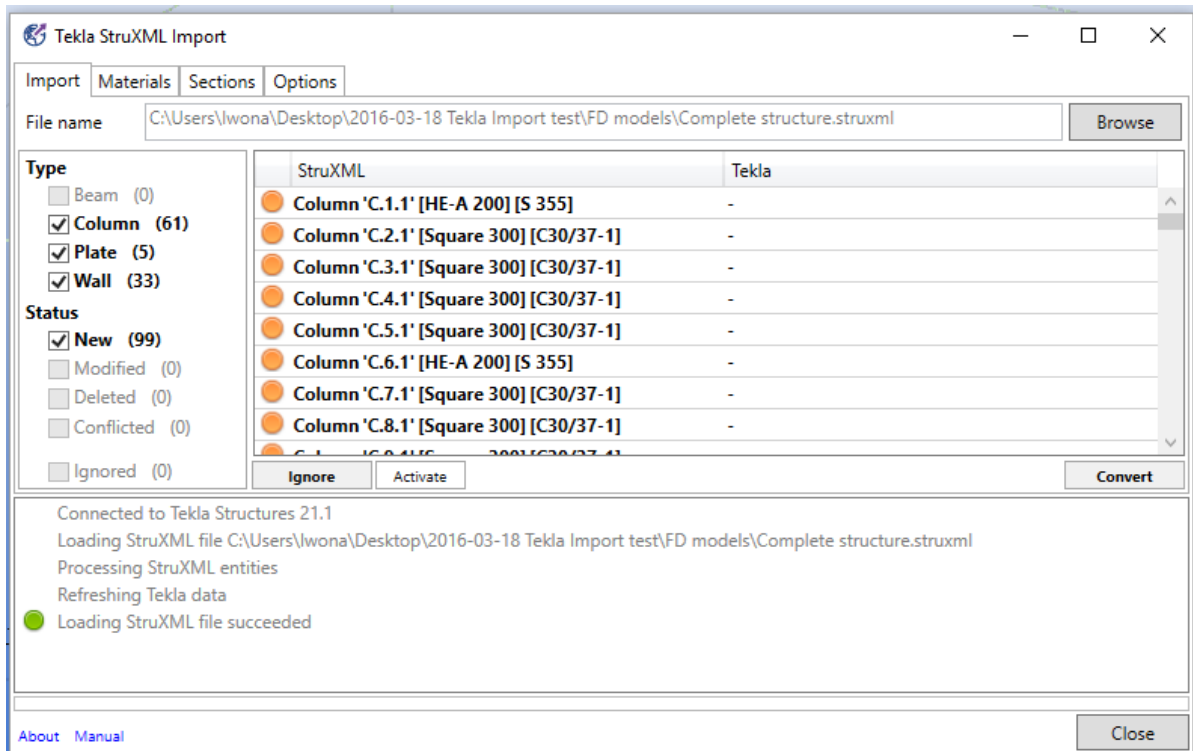 Tekla StruXML Import
Import Materials Sections Options
File name C:\Users\Iwona\Desktop\2016-03-18 Tekla Import test\FD models\Complete structure.struxml Browse
Type
Beam (0)
Column (61)
Plate (5)
Wall (33)
Status
New (99)
Modified (0)
Deleted (0)
Conflicted (0)
Ignored (0)
StruXML Tekla
Column 'C.1.1' [HE-A 200] [S 355] -
Column 'C.2.1' [Square 300] [C30/37-1] -
Column 'C.3.1' [Square 300] [C30/37-1] -
Column 'C.4.1' [Square 300] [C30/37-1] -
Column 'C.5.1' [Square 300] [C30/37-1] -
Column 'C.6.1' [HE-A 200] [S 355] -
Column 'C.7.1' [Square 300] [C30/37-1] -
Column 'C.8.1' [Square 300] [C30/37-1] -
Ignore Activate Convert
Connected to Tekla Structures 21.1
Loading StruXML file C:\Users\Iwona\Desktop\2016-03-18 Tekla Import test\FD models\Complete structure.struxml
Processing StruXML entities
Refreshing Tekla data
Loading StruXML file succeeded
About Manual Close